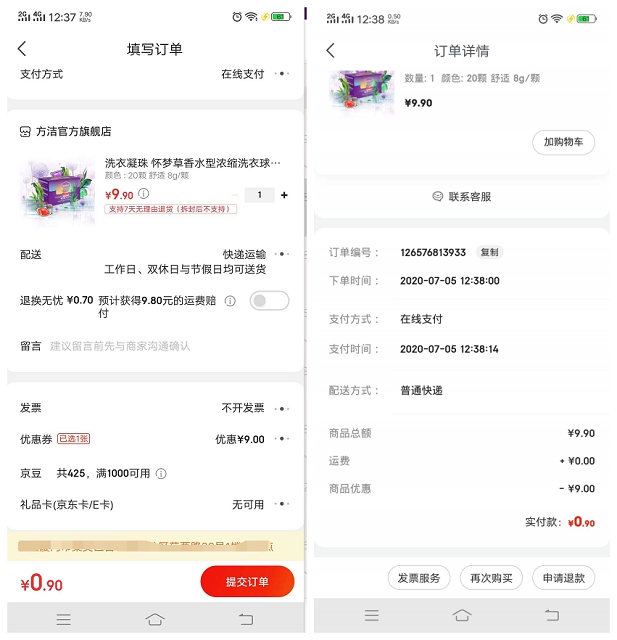 2G 4G 12:37 7.90 KB/s
填写订单
支付方式
在线支付
方洁官方旗舰店
洗衣凝珠 怀梦草香水型浓缩洗衣球…
颜色：20颗 舒适 8g/颗
¥9.90
1 +
支持7天无理由退货（拆封后不支持）
配送
快递运输
工作日、双休日与节假日均可送货
退换无忧 ¥0.70 预计获得9.80元的运费赔付
留言 建议留言前先与商家沟通确认
发票
不开发票
优惠券 已选1张
优惠¥9.00
京豆 共425，满1000可用
礼品卡(京东卡/E卡)
无可用
¥0.90
提交订单
2G 4G 12:38 0.50 KB/s
订单详情
数量：1 颜色：20颗 舒适 8g/颗
¥9.90
加购物车
联系客服
订单编号： 126576813933 复制
下单时间： 2020-07-05 12:38:00
支付方式： 在线支付
支付时间： 2020-07-05 12:38:14
配送方式： 普通快递
商品总额 ¥9.90
运费 + ¥0.00
商品优惠 - ¥9.00
实付款：¥0.90
发票服务
再次购买
申请退款